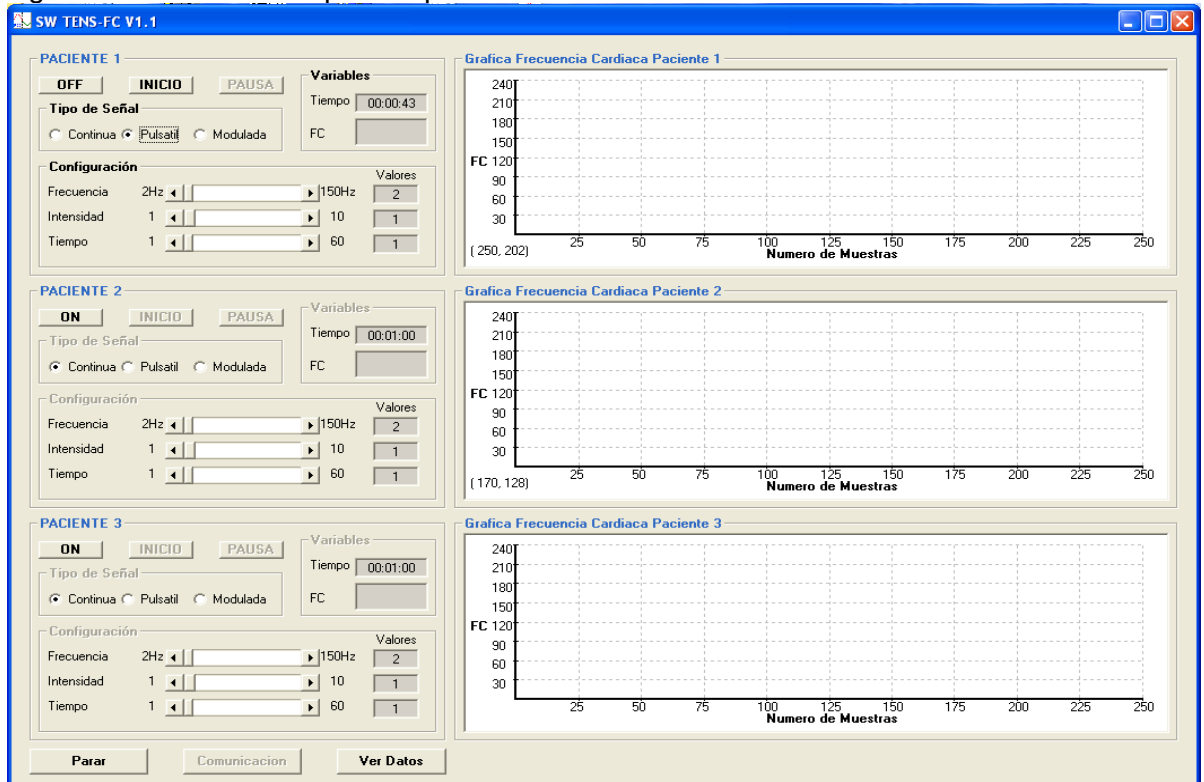 SW TENS-FC V1.1
PACIENTE 1
OFF INICIO PAUSA
Variables
Tiempo 00:00:43
FC
Tipo de Señal
Continua Pulsatil Modulada
Configuración
Valores
Frecuencia 2Hz 150Hz 2
Intensidad 1 10 1
Tiempo 1 60 1
Grafica Frecuencia Cardiaca Paciente 1
240
210
180
150
FC 120
90
60
30
25 50 75 100 125 150 175 200 225 250
(250, 202)
Numero de Muestras
PACIENTE 2
ON INICIO PAUSA
Variables
Tiempo 00:01:00
FC
Tipo de Señal
Continua Pulsatil Modulada
Configuración
Valores
Frecuencia 2Hz 150Hz 2
Intensidad 1 10 1
Tiempo 1 60 1
Grafica Frecuencia Cardiaca Paciente 2
240
210
180
150
FC 120
90
60
30
25 50 75 100 125 150 175 200 225 250
(170, 128)
Numero de Muestras
PACIENTE 3
ON INICIO PAUSA
Variables
Tiempo 00:01:00
FC
Tipo de Señal
Continua Pulsatil Modulada
Configuración
Valores
Frecuencia 2Hz 150Hz 2
Intensidad 1 10 1
Tiempo 1 60 1
Grafica Frecuencia Cardiaca Paciente 3
240
210
180
150
FC 120
90
60
30
25 50 75 100 125 150 175 200 225 250
Numero de Muestras
Parar Comunicacion Ver Datos